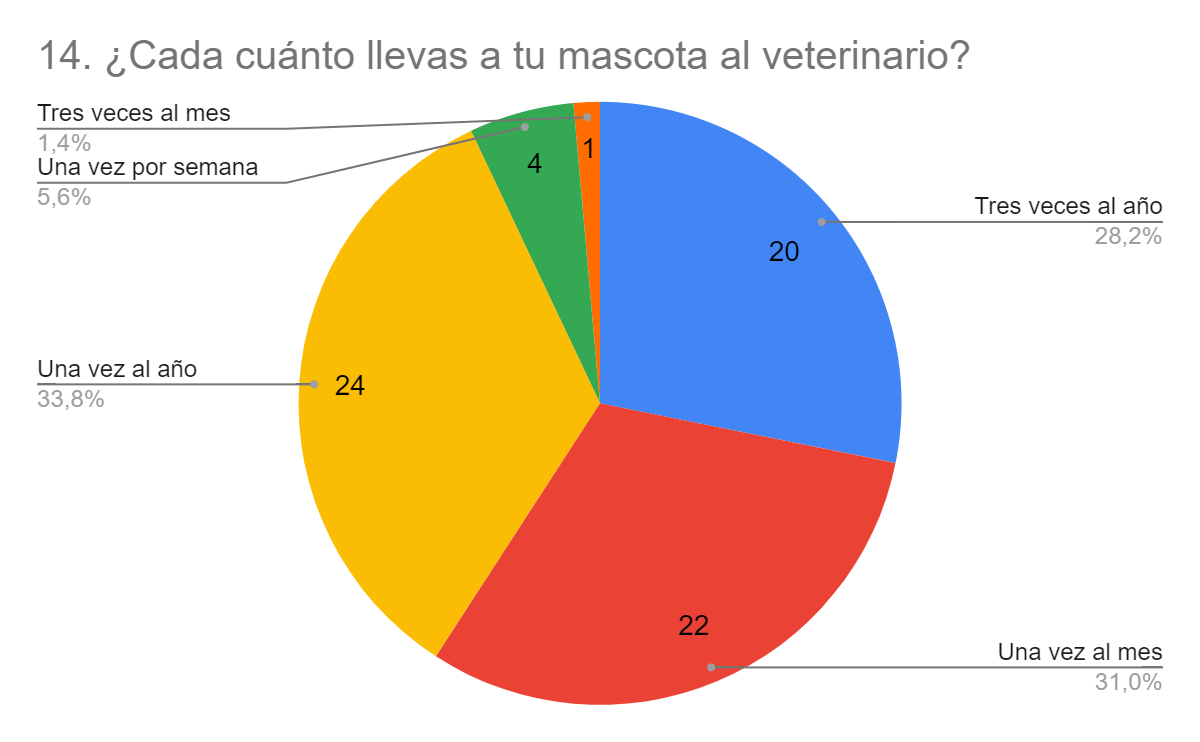 14. ¿Cada cuánto llevas a tu mascota al veterinario?
Tres veces al mes
1,4%
Una vez por semana
5,6%
1
4
Tres veces al año
28,2%
20
Una vez al año
33,8%
24
22
Una vez al mes
31,0%